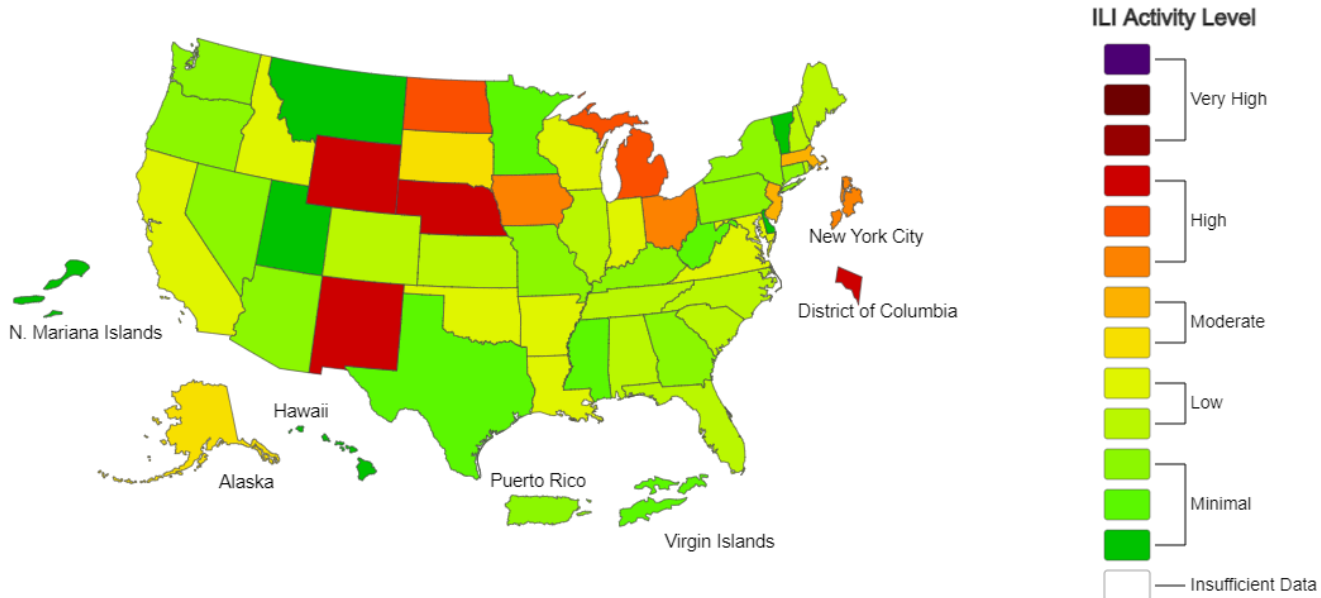 ILI Activity Level
Very High
High
New York City
District of Columbia
N. Mariana Islands
Moderate
Hawaii
Low
Alaska
Puerto Rico
Minimal
Virgin Islands
Insufficient Data